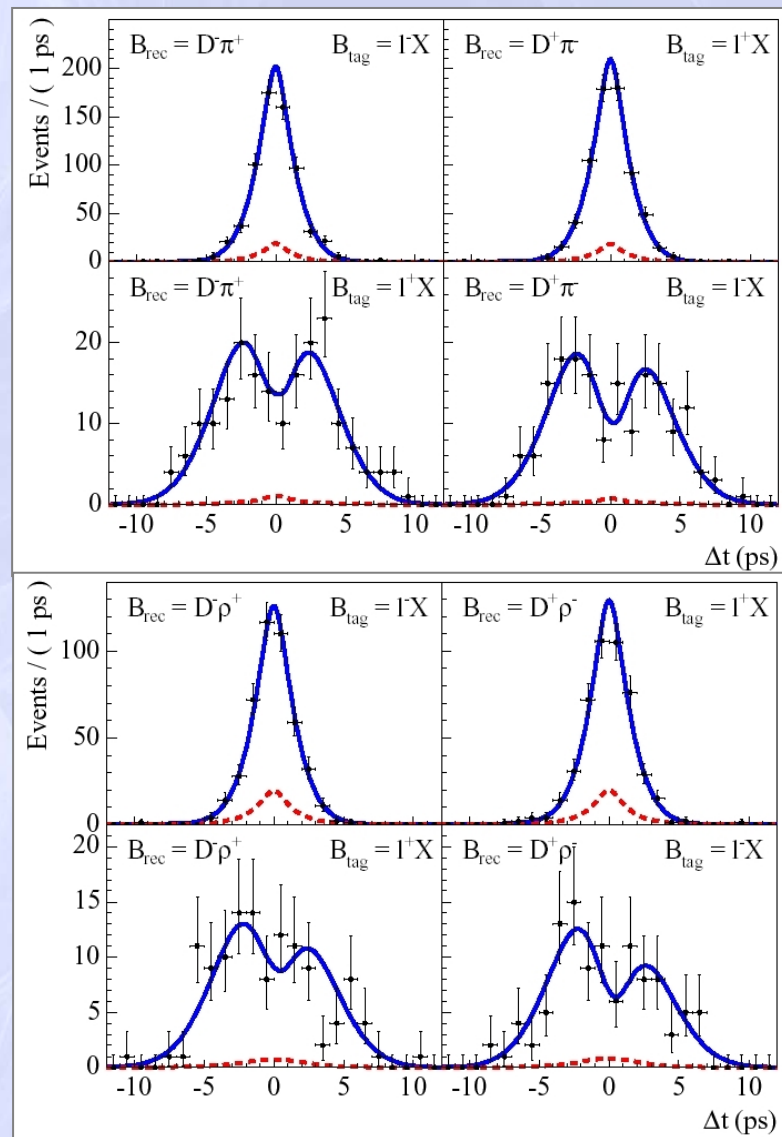 B_rec = D⁻π⁺ B_tag = l⁻X B_rec = D⁺π⁻ B_tag = l⁺X
Events / ( 1 ps )
200
150
100
50
0
B_rec = D⁻π⁺ B_tag = l⁺X B_rec = D⁺π⁻ B_tag = l⁻X
20
10
0
-10 -5 0 5 10 -10 -5 0 5 10
Δt (ps)
B_rec = D⁻ρ⁺ B_tag = l⁻X B_rec = D⁺ρ⁻ B_tag = l⁺X
Events / ( 1 ps )
100
50
0
20
B_rec = D⁻ρ⁺ B_tag = l⁺X B_rec = D⁺ρ⁻ B_tag = l⁻X
15
10
5
0
-10 -5 0 5 10 -10 -5 0 5 10
Δt (ps)